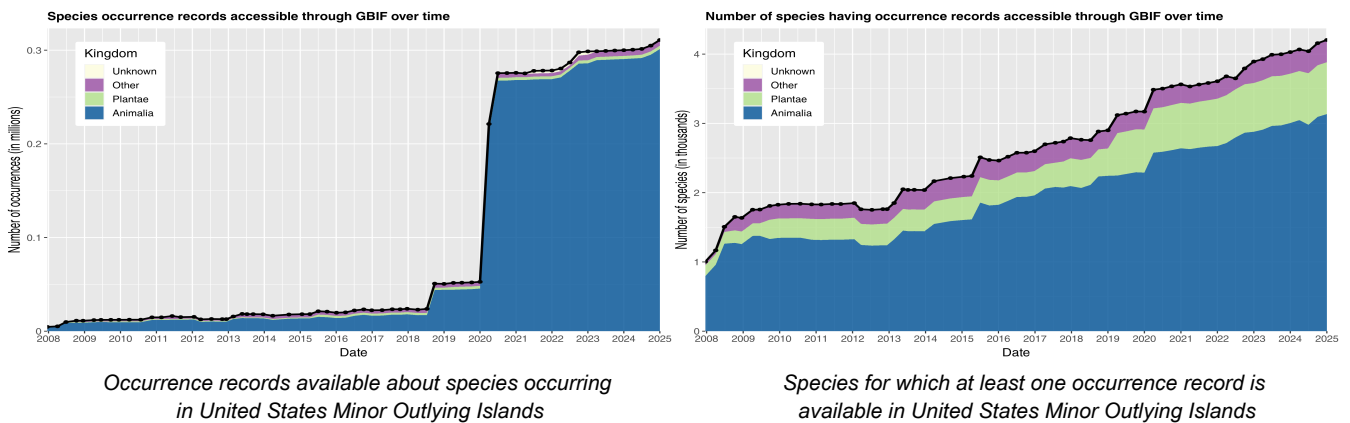 Species occurrence records accessible through GBIF over time
Number of occurrences (in millions)
0.3
0.2
0.1
0
Kingdom
Unknown
Other
Plantae
Animalia
2008 2009 2010 2011 2012 2013 2014 2015 2016 2017 2018 2019 2020 2021 2022 2023 2024 2025
Date
Occurrence records available about species occurring
in United States Minor Outlying Islands
Number of species having occurrence records accessible through GBIF over time
Number of species (in thousands)
4
3
2
1
0
Kingdom
Unknown
Other
Plantae
Animalia
2008 2009 2010 2011 2012 2013 2014 2015 2016 2017 2018 2019 2020 2021 2022 2023 2024 2025
Date
Species for which at least one occurrence record is
available in United States Minor Outlying Islands